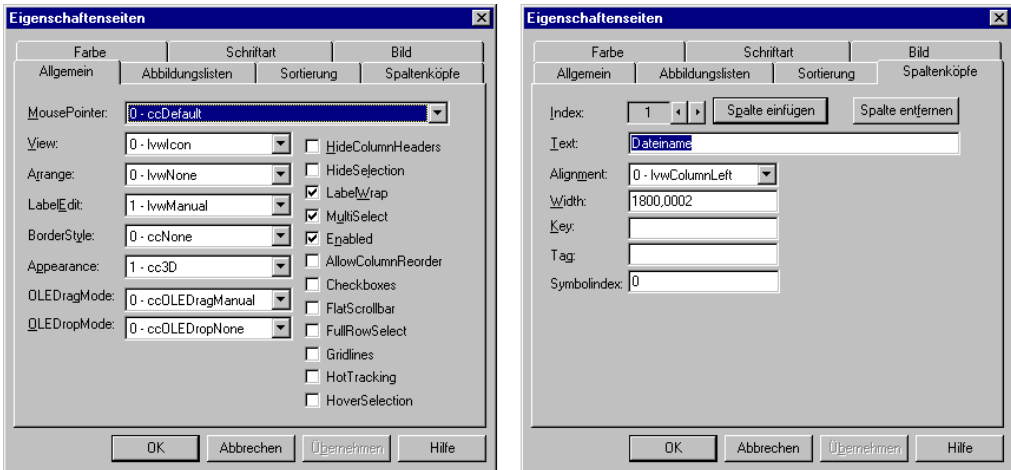 Eigenschaftenseiten
Farbe Schriftart Bild
Allgemein Abbildungslisten Sortierung Spaltenköpfe
MousePointer: 0 - ccDefault
View: 0 - lvwIcon
Arrange: 0 - lvwNone
LabelEdit: 1 - lvwManual
BorderStyle: 0 - ccNone
Appearance: 1 - cc3D
OLEDragMode: 0 - ccOLEDragManual
OLEDropMode: 0 - ccOLEDropNone
HideColumnHeaders
HideSelection
LabelWrap
MultiSelect
Enabled
AllowColumnReorder
Checkboxes
FlatScrollbar
FullRowSelect
Gridlines
HotTracking
HoverSelection
OK Abbrechen Übernehmen Hilfe
Eigenschaftenseiten
Farbe Schriftart Bild
Allgemein Abbildungslisten Sortierung Spaltenköpfe
Index: 1 Spalte einfügen Spalte entfernen
Text: Dateiname
Alignment: 0 - lvwColumnLeft
Width: 1800,0002
Key:
Tag:
Symbolindex: 0
OK Abbrechen Übernehmen Hilfe